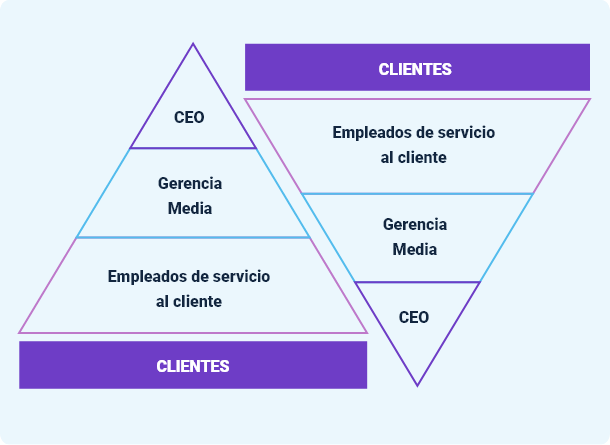 CEO
Gerencia
Media
Empleados de servicio
al cliente
CLIENTES
CLIENTES
Empleados de servicio
al cliente
Gerencia
Media
CEO